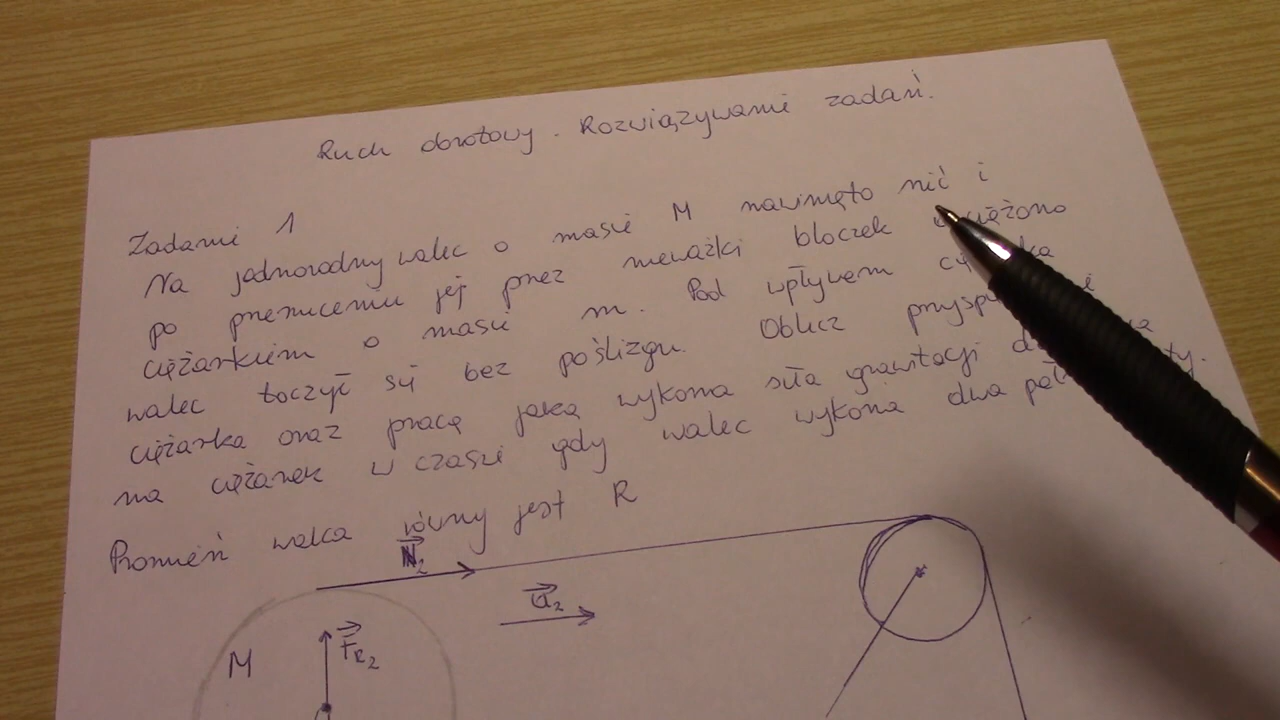 Ruch obrotowy. Rozwiązywanie zadań.
Zadanie 1
Na jednorodny walec o masie M nawinięto nić i
po przerzuceniu jej przez nieważki bloczek
ciężarkiem o masie m. Pod wpływem
walec toczył się bez poślizgu. Oblicz
ciężarka oraz pracę jaką wykona siła grawitacji
na ciężarek w czasie gdy walec wykona dwa
Promień walca równy jest R
N₂
a₂
M
F_R₂